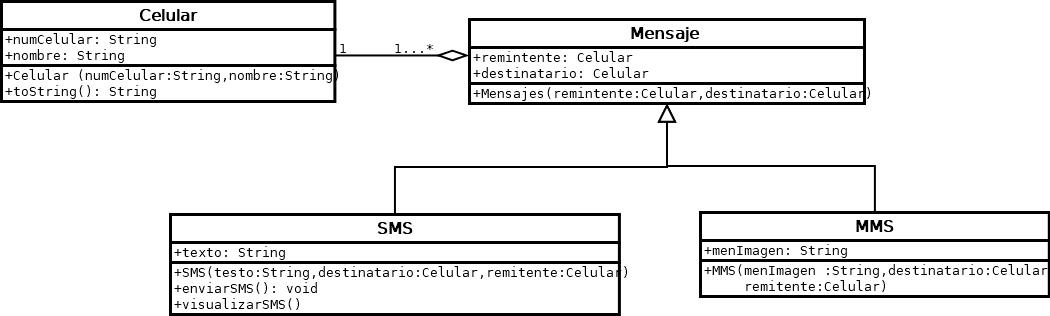 Celular
+numCelular: String
+nombre: String
+Celular (numCelular:String,nombre:String)
+toString(): String
1 1...*
Mensaje
+remintente: Celular
+destinatario: Celular
+Mensajes(remintente:Celular,destinatario:Celular)
SMS
+texto: String
+SMS(testo:String,destinatario:Celular,remitente:Celular)
+enviarSMS(): void
+visualizarSMS()
MMS
+menImagen: String
+MMS(menImagen :String,destinatario:Celular
remitente:Celular)